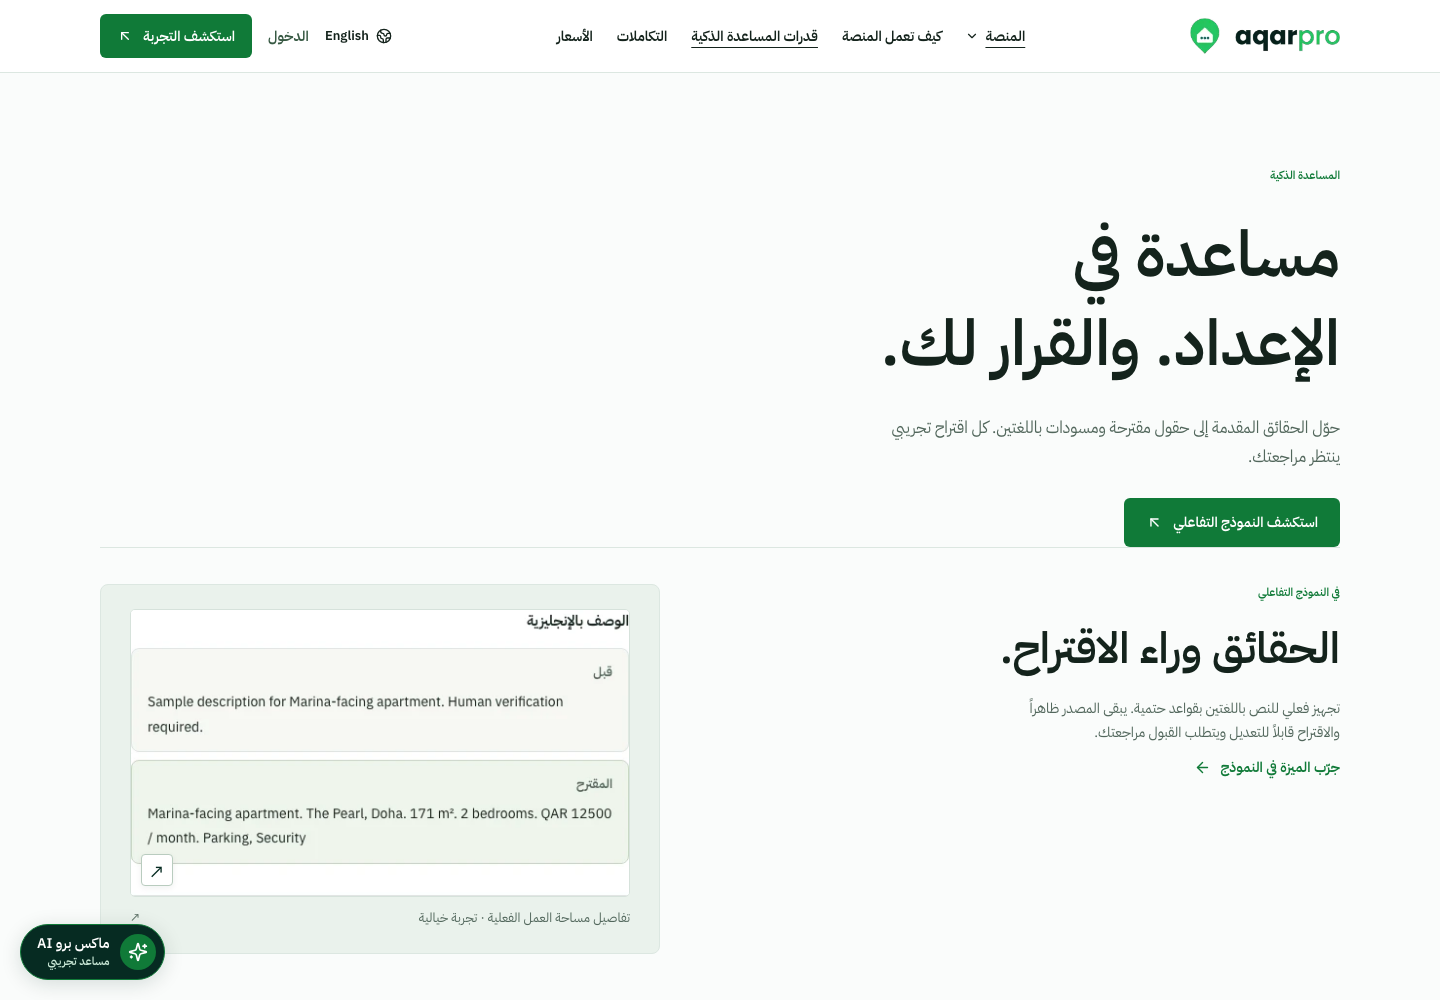 aqarpro
المنصة
كيف تعمل المنصة
قدرات المساعدة الذكية
التكاملات
الأسعار
English
الدخول
استكشف التجربة
المساعدة الذكية
مساعدة في
الإعداد. والقرار لك.
حوّل الحقائق المقدمة إلى حقول مقترحة ومسودات باللغتين. كل اقتراح تجريبي
ينتظر مراجعتك.
استكشف النموذج التفاعلي
في النموذج التفاعلي
الحقائق وراء الاقتراح.
تجهيز فعلي للنص باللغتين بقواعد حتمية. يبقى المصدر ظاهراً
والاقتراح قابلاً للتعديل ويتطلب القبول مراجعتك.
جرّب الميزة في النموذج
الوصف بالإنجليزية
قبل
Sample description for Marina-facing apartment. Human verification
required.
المقترح
Marina-facing apartment. The Pearl, Doha. 171 m². 2 bedrooms. QAR 12500
/ month. Parking, Security
تفاصيل مساحة العمل الفعلية · تجربة خيالية
ماكس برو AI
مساعد تجريبي